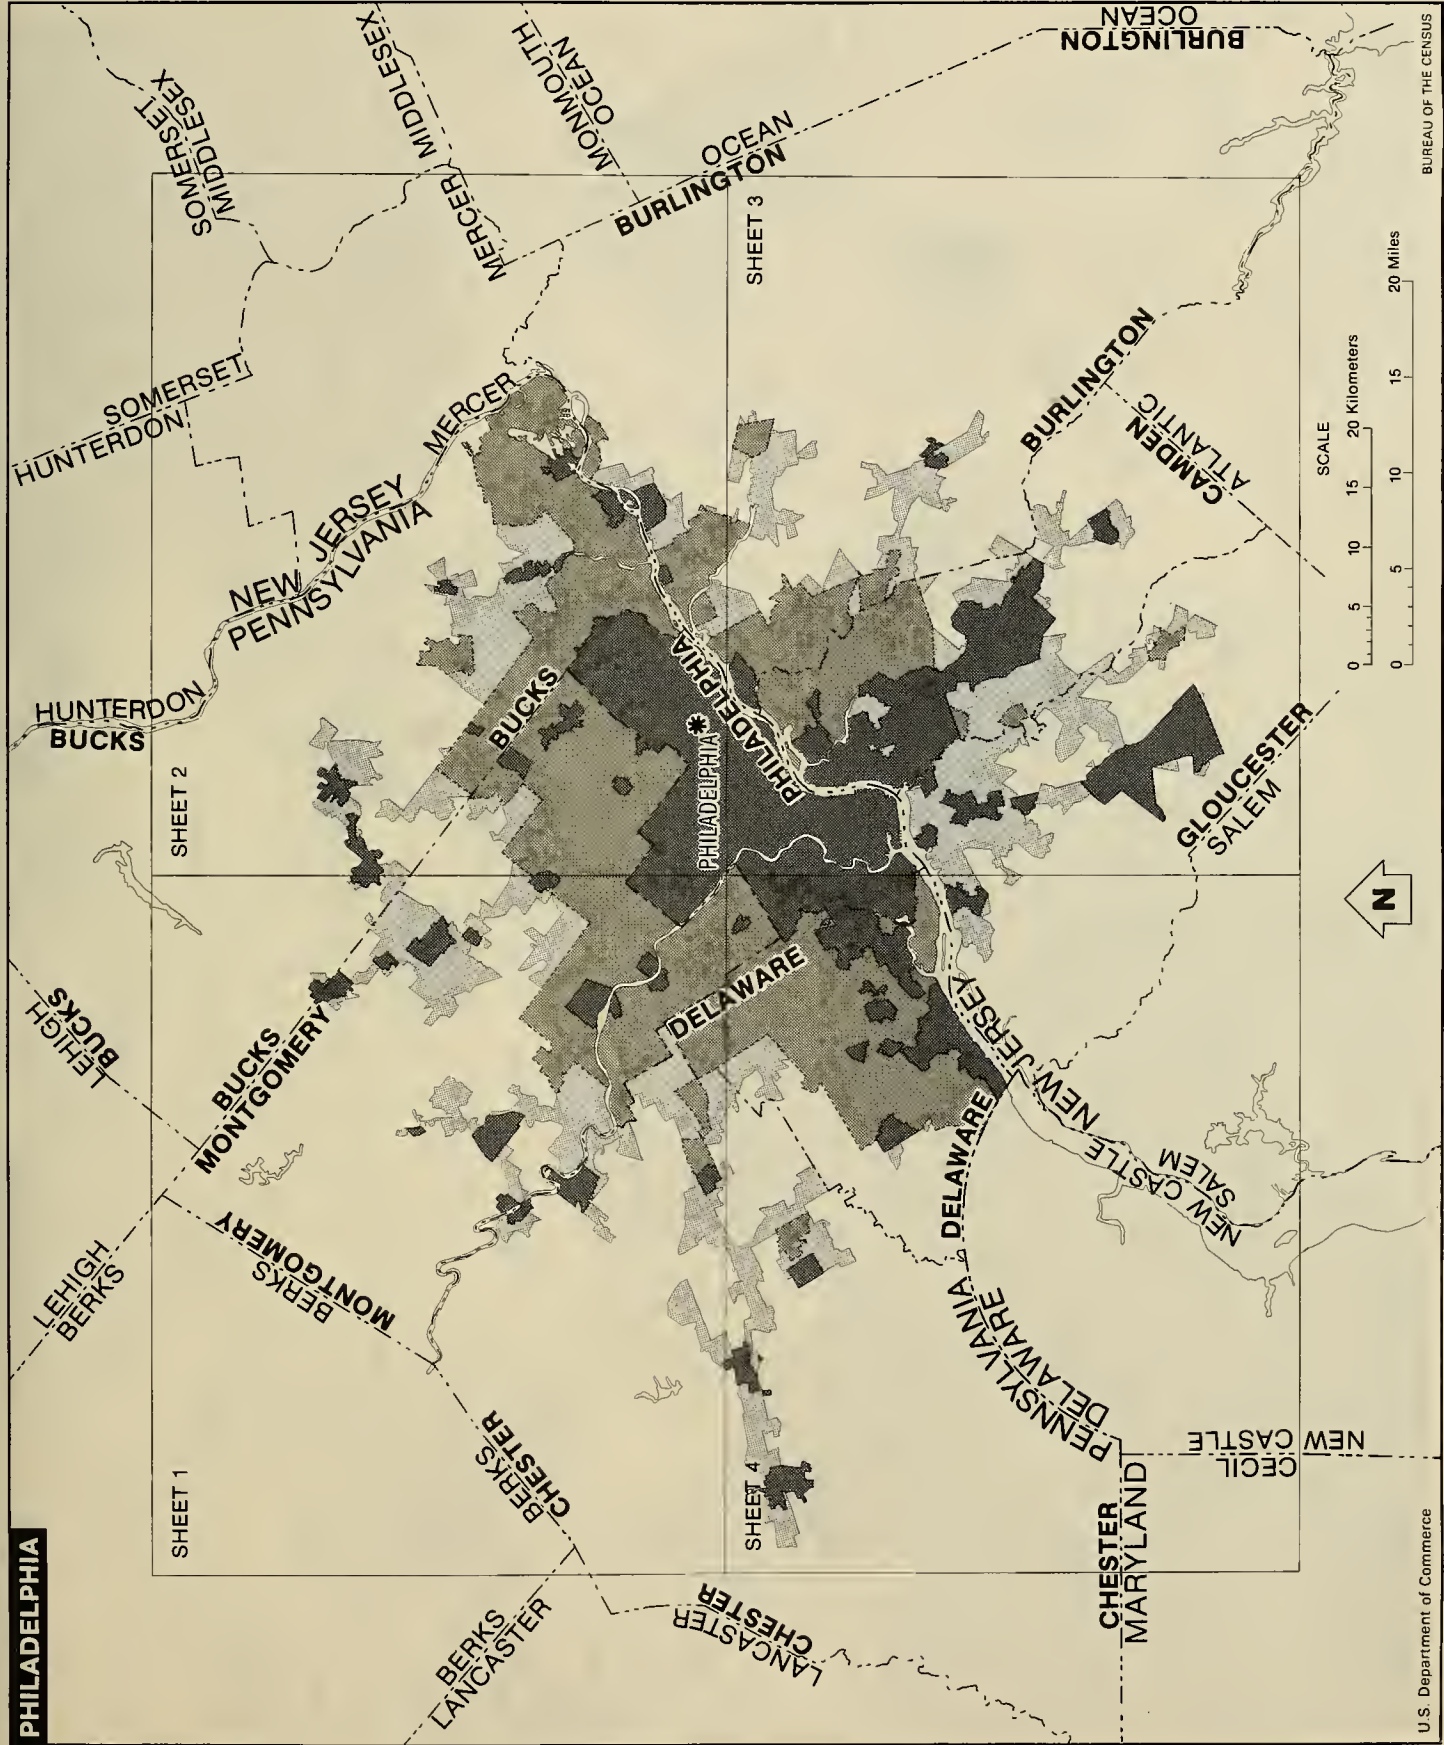 PHILADELPHIA
LEHIGH
BERKS
LEHIGH
BUCKS
HUNTERDON
BUCKS
HUNTERDON
SOMERSET
SOMERSET
MIDDLESEX
MIDDLESEX
MERCER
MIDDLESEX
MONMOUTH
OCEAN
SHEET 1
SHEET 2
BERKS
MONTGOMERY
BUCKS
MONTGOMERY
NEW JERSEY
PENNSYLVANIA
MERCER
BUCKS
BERKS
LANCASTER
BERKS
CHESTER
PHILADELPHIA
PHILADELPHIA
OCEAN
BURLINGTON
SHEET 4
SHEET 3
DELAWARE
LANCASTER
CHESTER
PENNSYLVANIA
DELAWARE
DELAWARE
NEW JERSEY
NEW CASTLE
SALEM
NEW CASTLE
SALEM
GLOUCESTER
SALEM
BURLINGTON
CAMDEN
ATLANTIC
BURLINGTON
OCEAN
CHESTER
MARYLAND
CECIL
NEW CASTLE
N
SCALE
0 5 10 15 20 Kilometers
0 5 10 15 20 Miles
U.S. Department of Commerce
BUREAU OF THE CENSUS